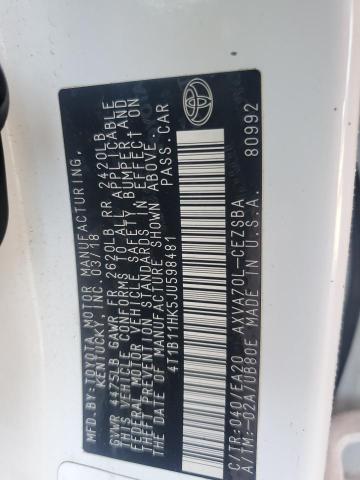 MFD. BY:
TOYOTA MOTOR MANUFACTURING,
KENTUCKY, INC. 03/18
GVWR 4475LB GAWR FR 2620LB RR 2420LB
THIS VEHICLE CONFORMS TO ALL APPLICABLE
FEDERAL MOTOR VEHICLE SAFETY, BUMPER, AND
THEFT PREVENTION STANDARDS IN EFFECT ON
THE DATE OF MANUFACTURE SHOWN ABOVE.
4T1B11HK5JU598481 PASS.CAR
C/TR:040/EA20 AXVA70L-CEZSBA
A/TM:-02A/UB80E MADE IN U.S.A. 80992